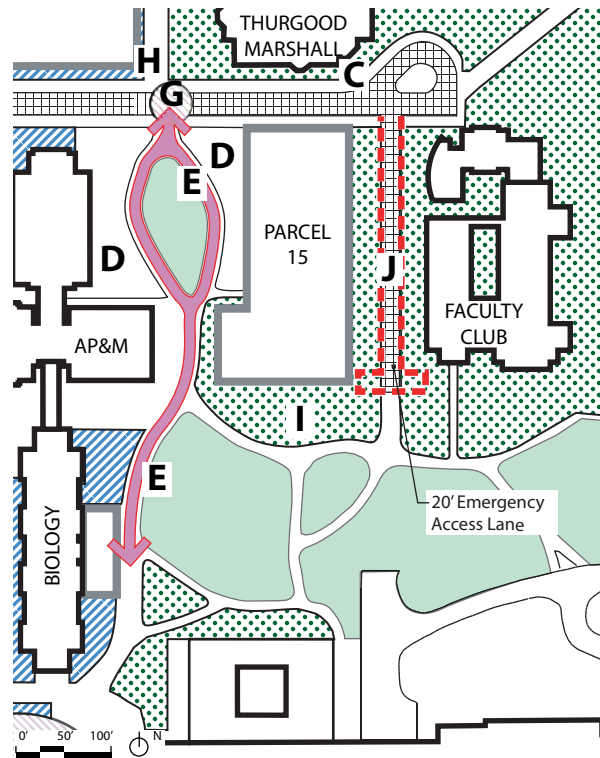 THURGOOD
MARSHALL
H
C
G
D
E
PARCEL
15
D
J
FACULTY
CLUB
AP&M
I
E
20' Emergency
Access Lane
BIOLOGY
0' 50' 100'
N